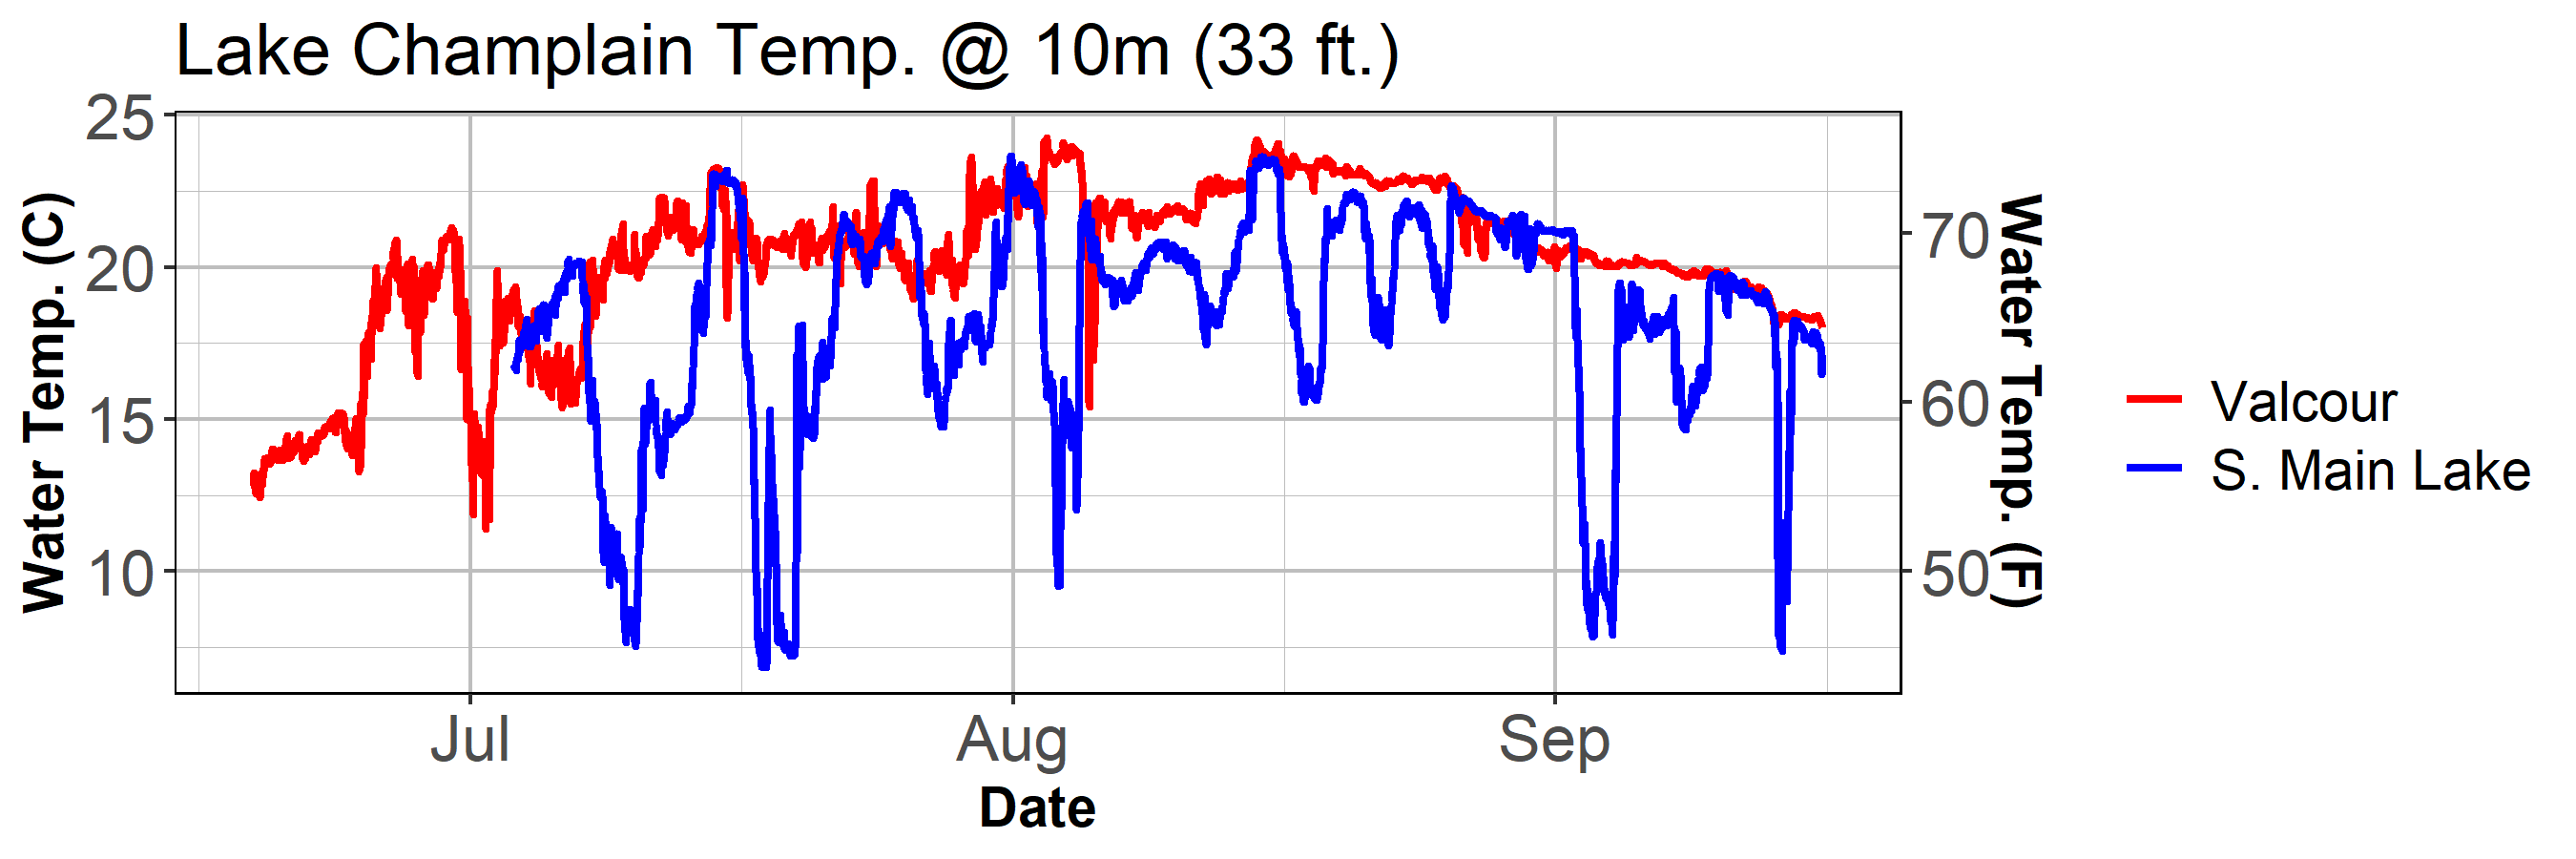 Lake Champlain Temp. @ 10m (33 ft.)
25
20
15
10
Water Temp. (C)
70
60
50
Water Temp. (F)
Jul
Aug
Sep
Date
Valcour
S. Main Lake